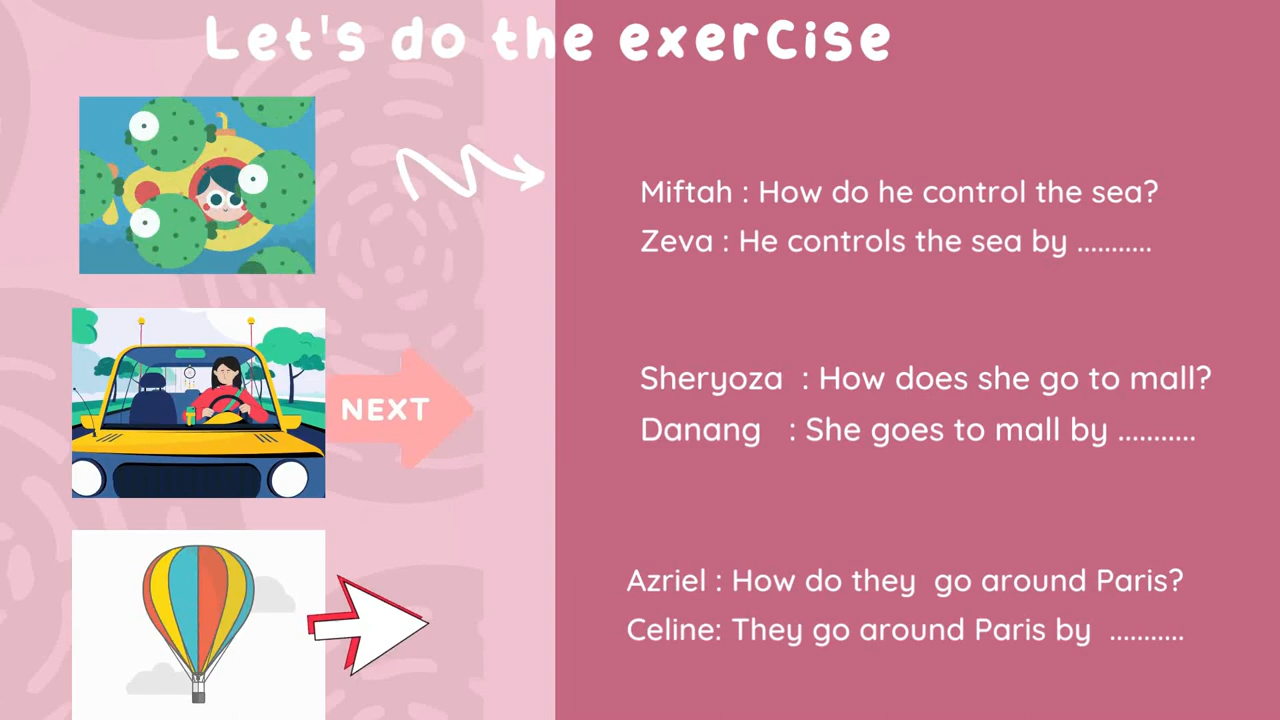 Let's do the exercise
Miftah : How do he control the sea?
Zeva : He controls the sea by ...........
NEXT
Sheryoza : How does she go to mall?
Danang : She goes to mall by ...........
Azriel : How do they go around Paris?
Celine: They go around Paris by ...........